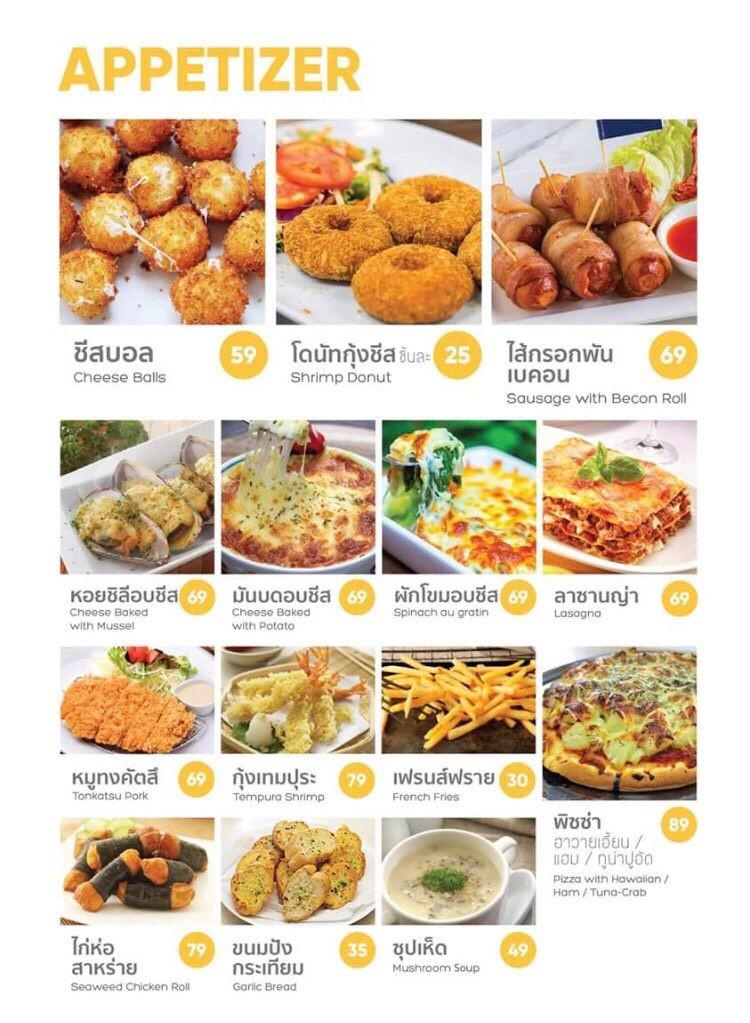 APPETIZER
ชีสบอล
Cheese Balls
59
โดนัทกุ้งชีส ชิ้นละ
Shrimp Donut
25
ไส้กรอกพัน
เบคอน
Sausage with Becon Roll
69
หอยชิลีอบชีส
Cheese Baked
with Mussel
69
มันบดอบชีส
Cheese Baked
with Potato
69
ผักโขมอบชีส
Spinach au gratin
69
ลาซานญ่า
Lasagna
69
หมูทงคัตสึ
Tonkatsu Pork
69
กุ้งเทมปุระ
Tempura Shrimp
79
เฟรนส์ฟราย
French Fries
30
พิซซ่า
ฮาวายเอี้ยน /
แฮม / ทูน่าปูอัด
Pizza with Hawaiian /
Ham / Tuna-Crab
89
ไก่ห่อ
สาหร่าย
Seaweed Chicken Roll
79
ขนมปัง
กระเทียม
Garlic Bread
35
ซุปเห็ด
Mushroom Soup
49